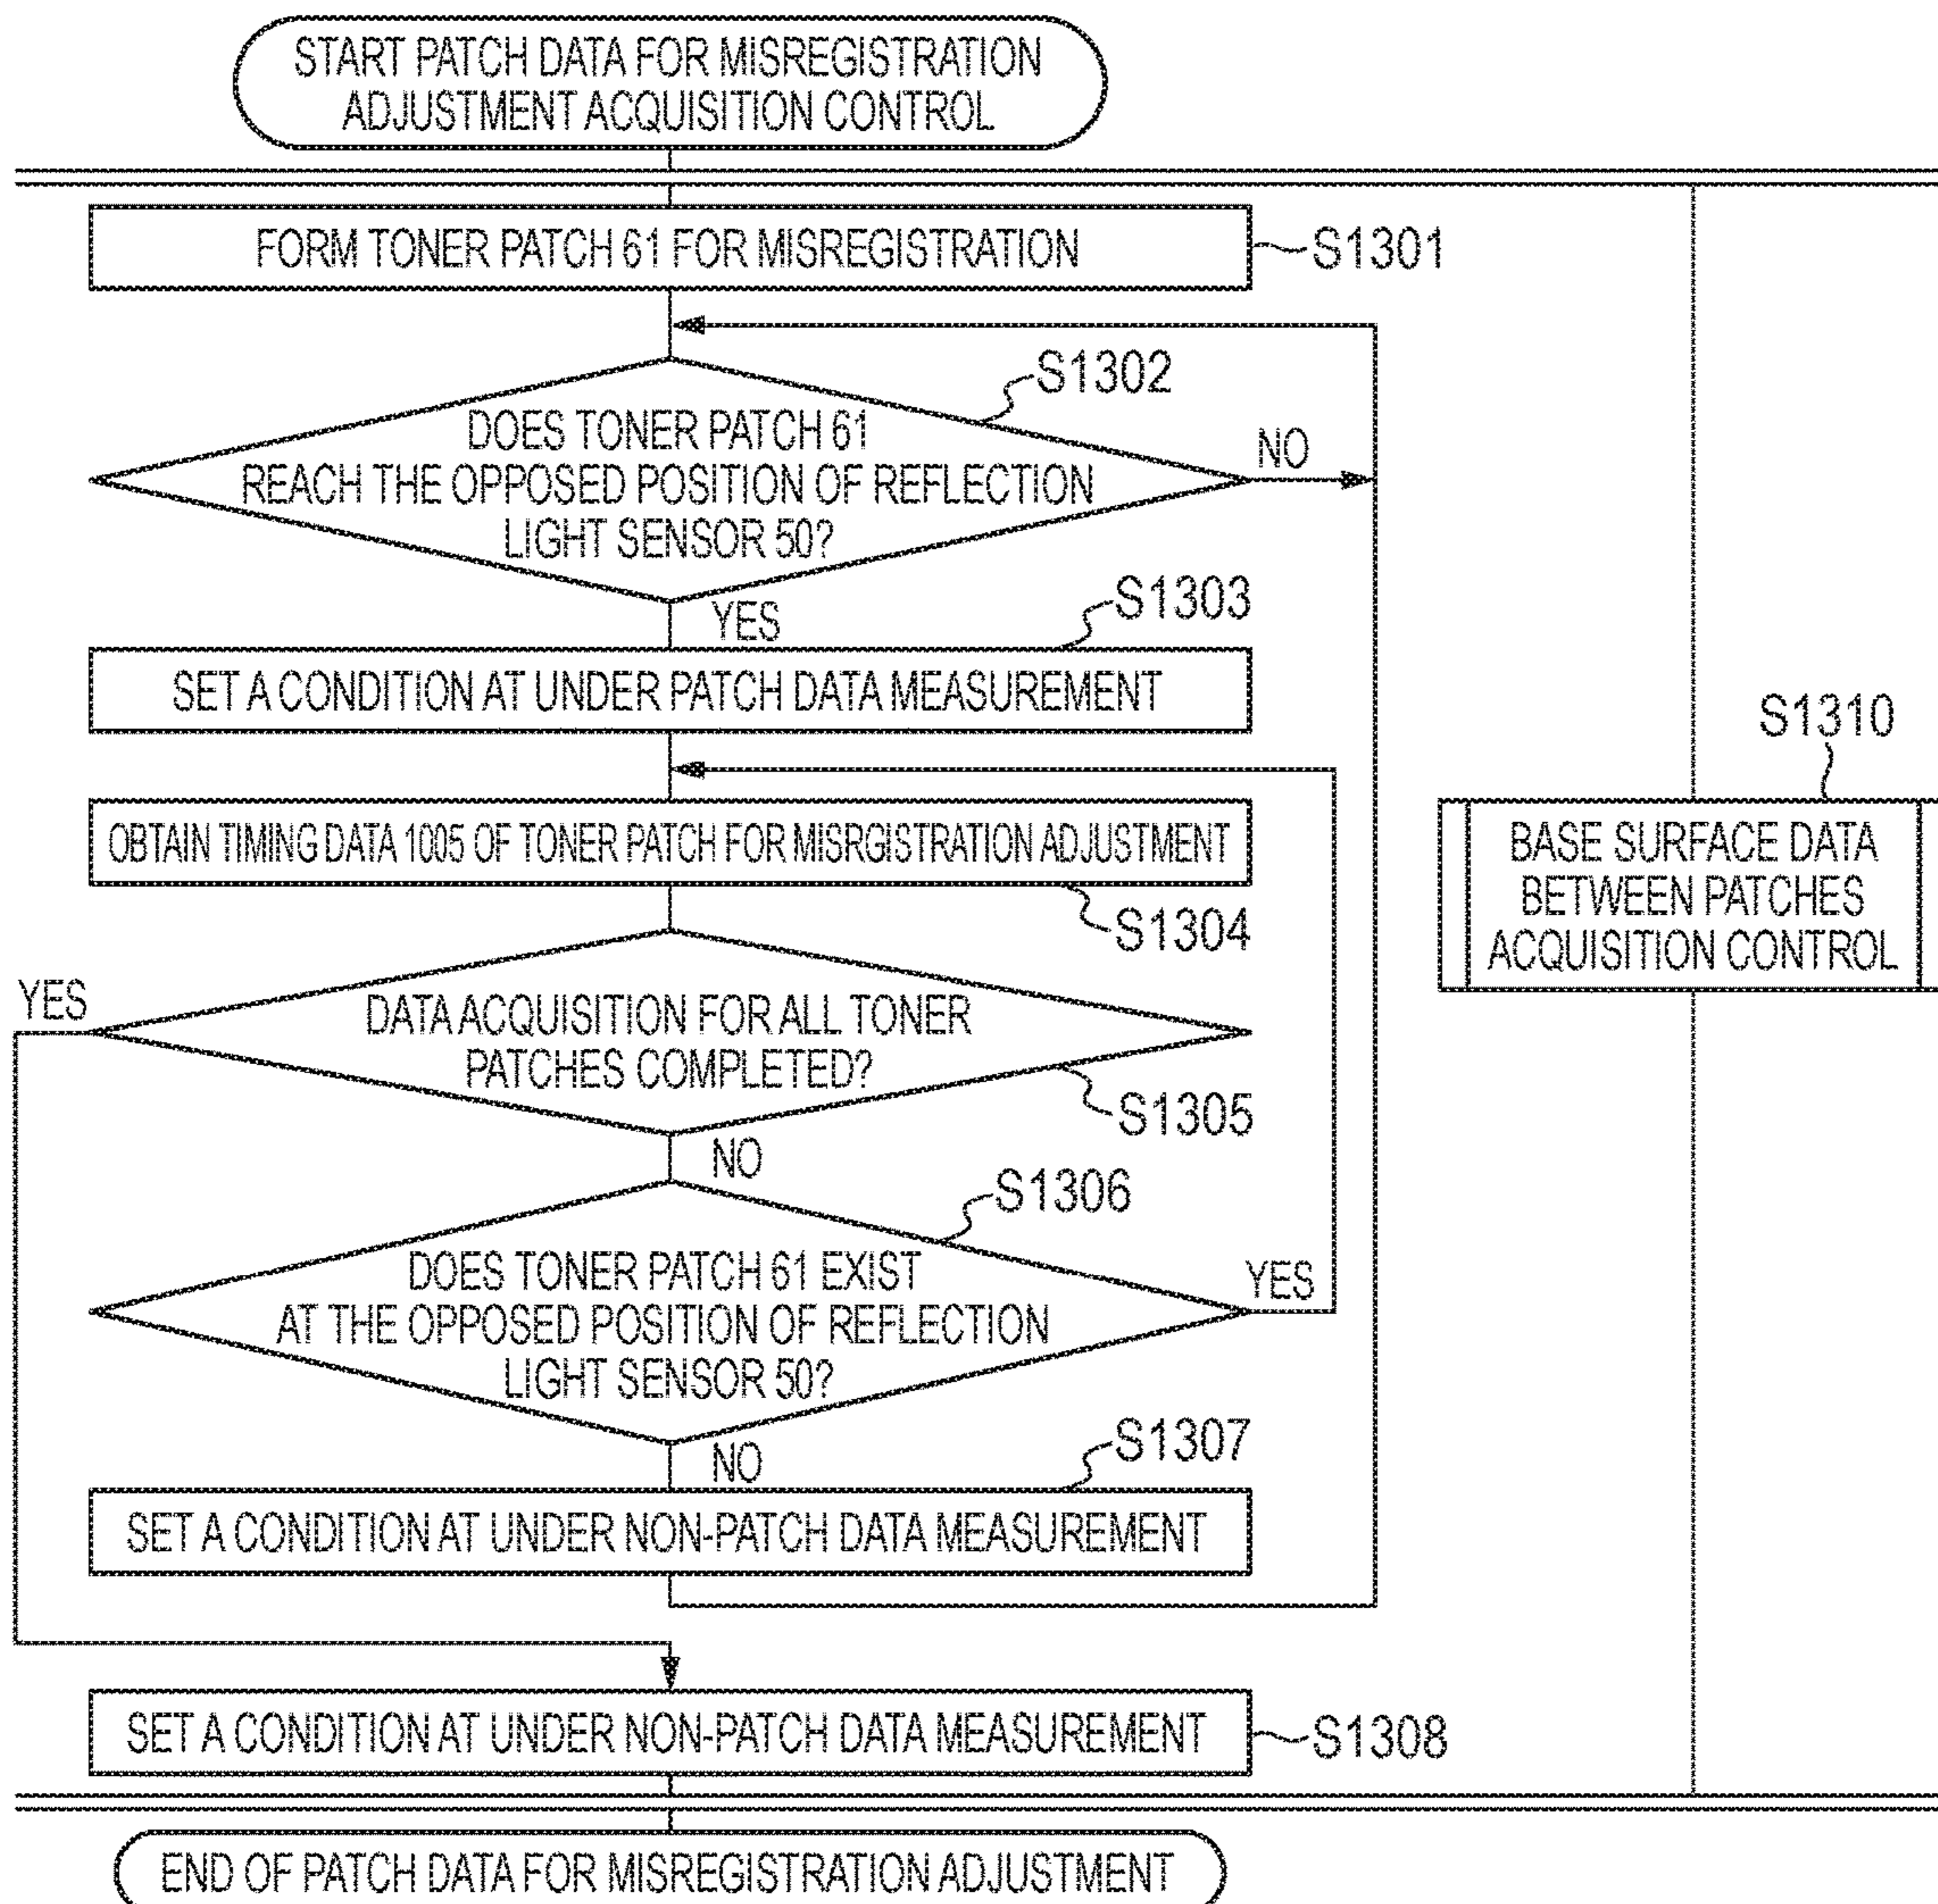 START PATCH DATA FOR MISREGISTRATION
ADJUSTMENT ACQUISITION CONTROL
FORM TONER PATCH 61 FOR MISREGISTRATION
S1301
S1302
DOES TONER PATCH 61
REACH THE OPPOSED POSITION OF REFLECTION
LIGHT SENSOR 50?
NO
YES
S1303
SET A CONDITION AT UNDER PATCH DATA MEASUREMENT
OBTAIN TIMING DATA 1005 OF TONER PATCH FOR MISRGISTRATION ADJUSTMENT
S1304
S1310
BASE SURFACE DATA
BETWEEN PATCHES
ACQUISITION CONTROL
YES
DATA ACQUISITION FOR ALL TONER
PATCHES COMPLETED?
S1305
NO
S1306
DOES TONER PATCH 61 EXIST
AT THE OPPOSED POSITION OF REFLECTION
LIGHT SENSOR 50?
YES
NO
S1307
SET A CONDITION AT UNDER NON-PATCH DATA MEASUREMENT
SET A CONDITION AT UNDER NON-PATCH DATA MEASUREMENT
S1308
END OF PATCH DATA FOR MISREGISTRATION ADJUSTMENT